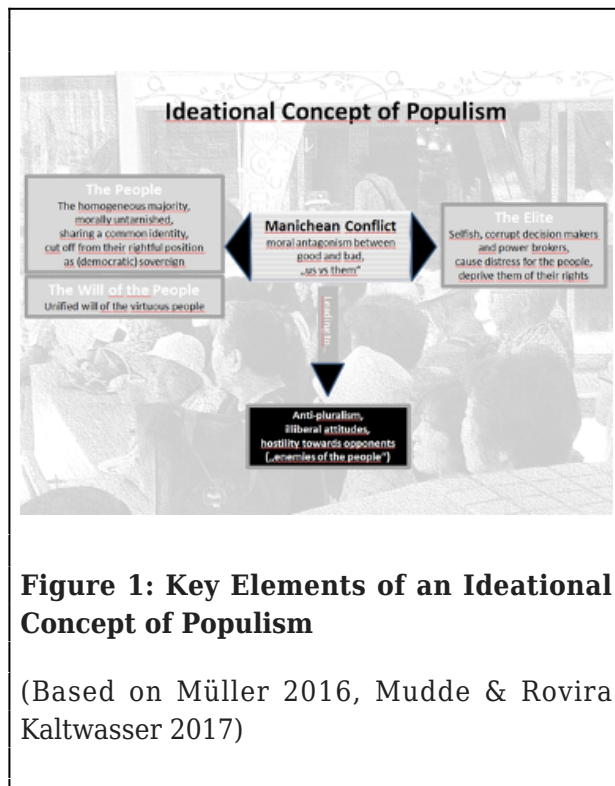 Ideational Concept of Populism
The People
The homogeneous majority,
morally untarnished,
sharing a common identity,
cut off from their rightful position
as (democratic) sovereign
The Will of the People
Unified will of the virtuous people
Manichean Conflict
moral antagonism between
good and bad,
„us vs them"
The Elite
Selfish, corrupt decision makers
and power brokers,
cause distress for the people,
deprive them of their rights
Leading to...
Anti-pluralism,
illiberal attitudes,
hostility towards opponents
(„enemies of the people")
Figure 1: Key Elements of an Ideational
Concept of Populism
(Based on Müller 2016, Mudde & Rovira
Kaltwasser 2017)